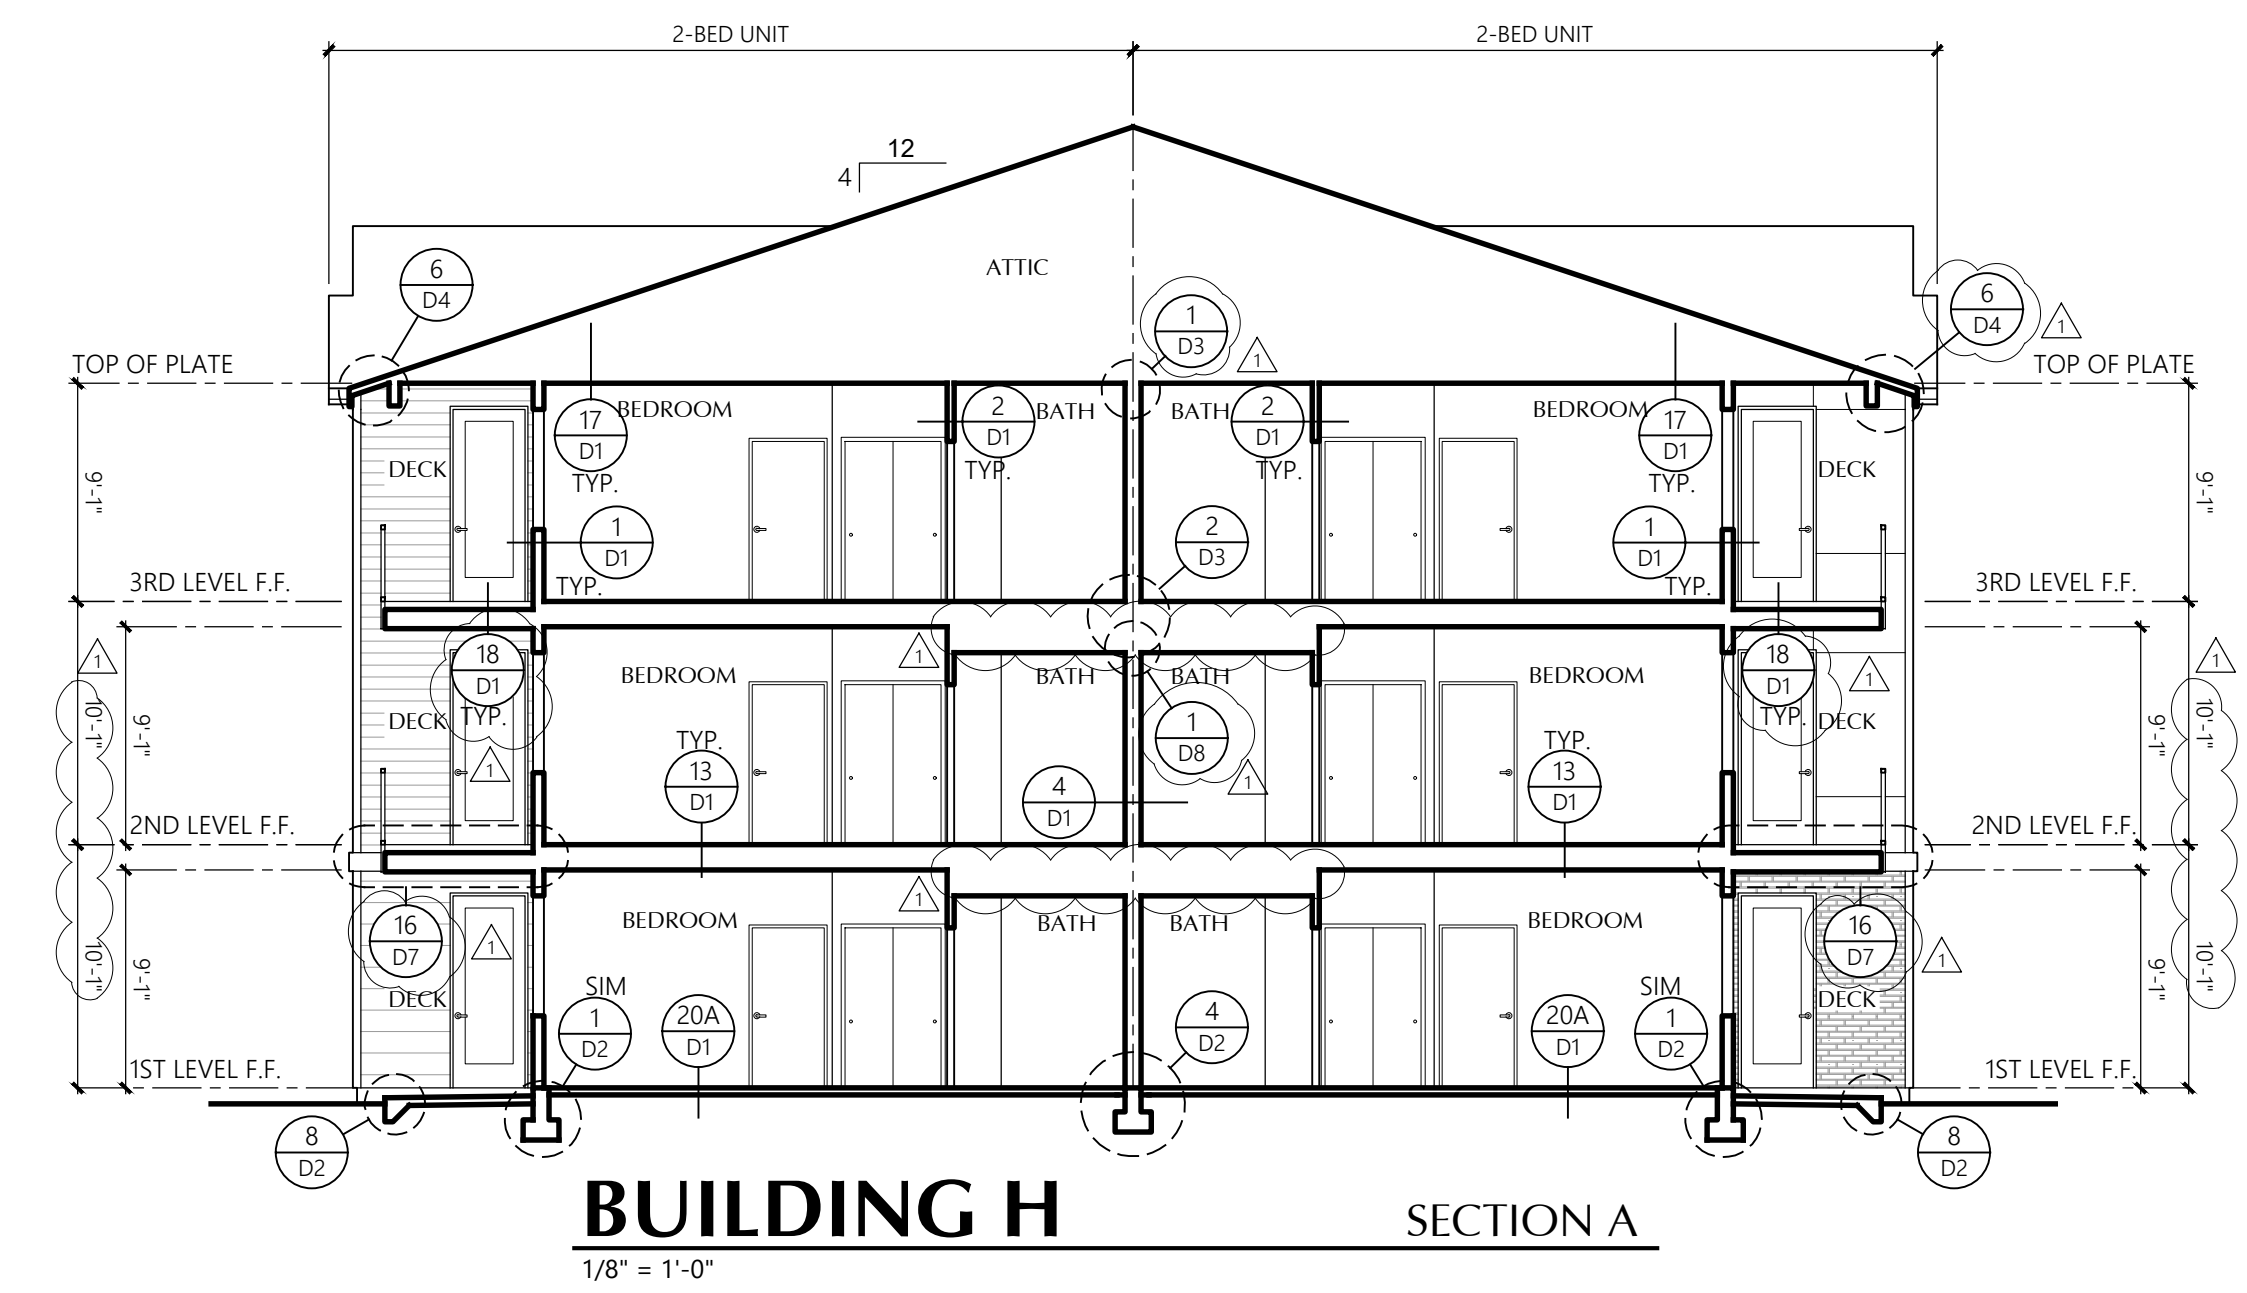 2-BED UNIT 2-BED UNIT
12
4
ATTIC
6
D4
1
D3
1
6
D4
1
TOP OF PLATE
TOP OF PLATE
BEDROOM
BATH
BATH
BEDROOM
17
D1
TYP.
2
D1
TYP.
2
D1
TYP.
17
D1
TYP.
DECK
DECK
9'-1"
9'-1"
1
D1
TYP.
2
D3
1
D1
TYP.
3RD LEVEL F.F.
3RD LEVEL F.F.
1
18
D1
TYP.
1
BEDROOM
BATH
BATH
BEDROOM
18
D1
TYP.
1
1
DECK
DECK
10'-1"
9'-1"
9'-1"
10'-1"
1
TYP.
13
D1
4
D1
1
D8
1
TYP.
13
D1
2ND LEVEL F.F.
2ND LEVEL F.F.
1
BEDROOM
BATH
BATH
BEDROOM
16
D7
1
16
D7
1
DECK
DECK
10'-1"
9'-1"
9'-1"
10'-1"
SIM
1
D2
20A
D1
4
D2
20A
D1
SIM
1
D2
1ST LEVEL F.F.
1ST LEVEL F.F.
8
D2
8
D2
BUILDING H SECTION A
1/8" = 1'-0"